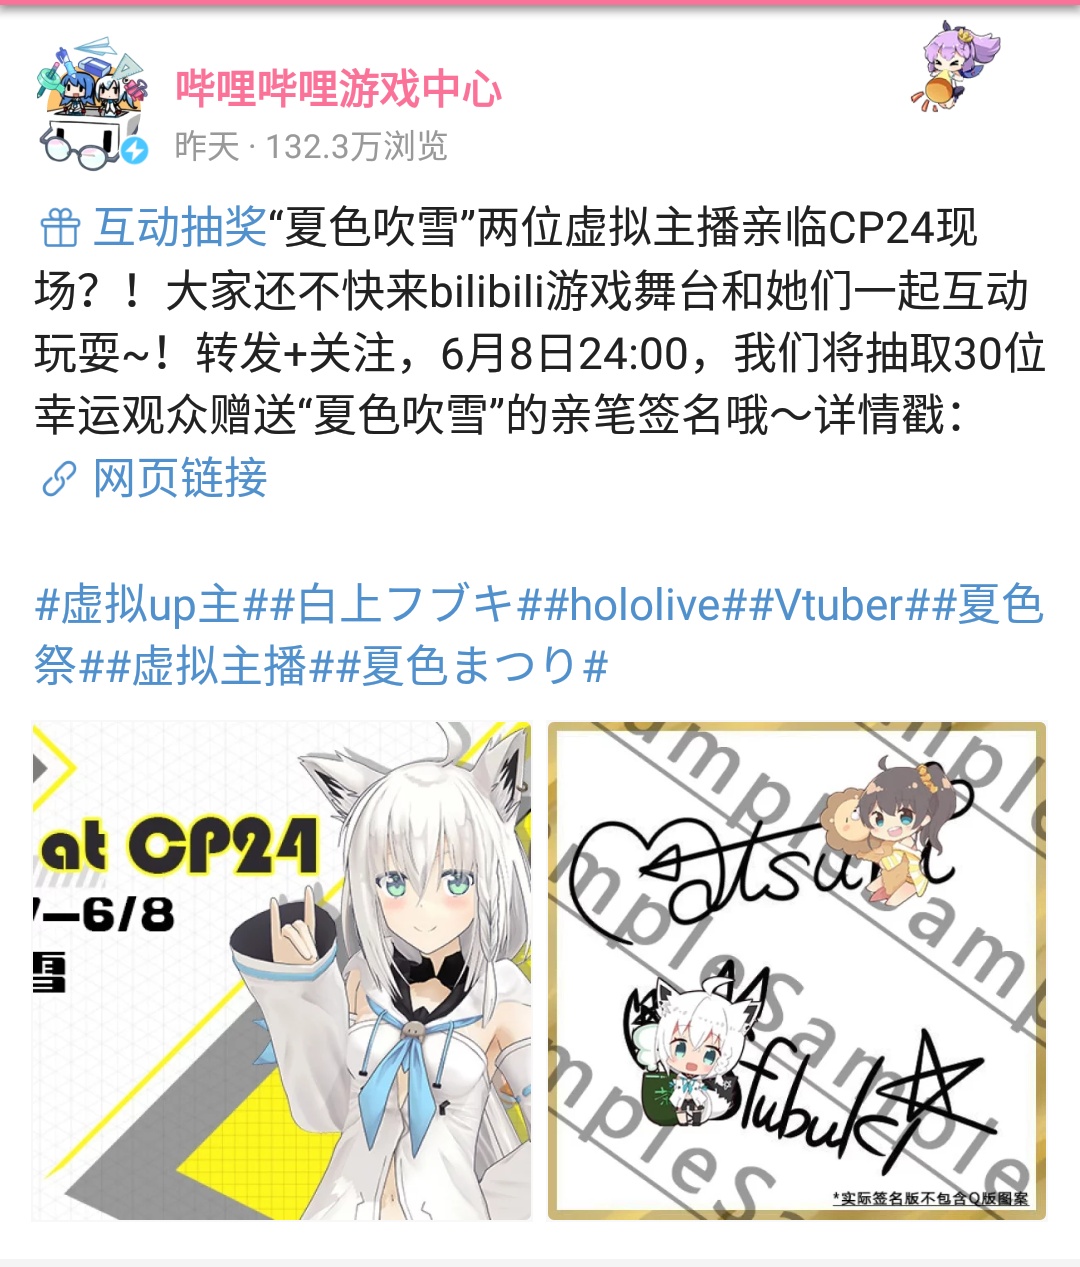 哔哩哔哩游戏中心
昨天 · 132.3万浏览
互动抽奖“夏色吹雪”两位虚拟主播亲临CP24现
场？！大家还不快来bilibili游戏舞台和她们一起互动
玩耍~！转发+关注，6月8日24:00，我们将抽取30位
幸运观众赠送“夏色吹雪”的亲笔签名哦～详情戳：
网页链接
#虚拟up主##白上フブキ##hololive##Vtuber##夏色
祭##虚拟主播##夏色まつり#
at CP24
—6/8
雪
Matsuri
Fubuki
Sample
*实际签名版不包含Q版图案